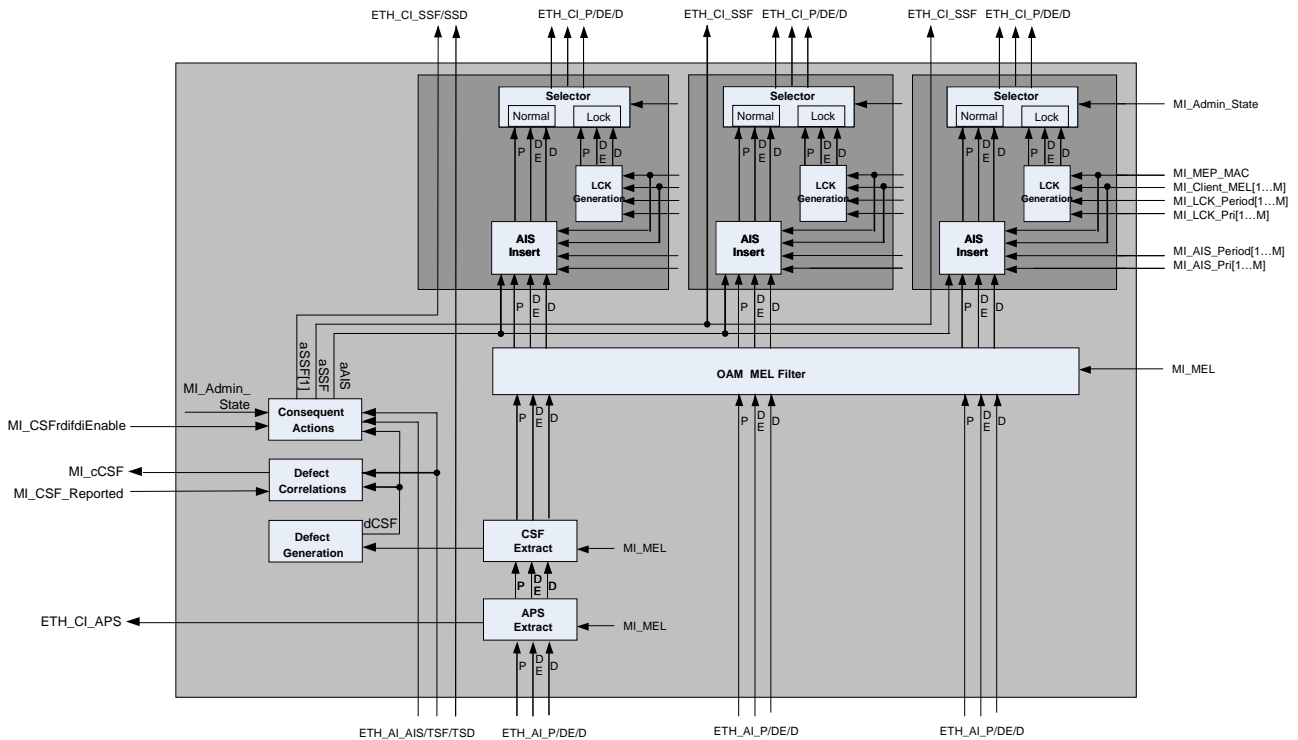 ETH_CI_SSF/SSD
ETH_CI_P/DE/D
ETH_CI_SSF
ETH_CI_P/DE/D
ETH_CI_SSF
ETH_CI_P/DE/D
Selector
Normal
Lock
Selector
Normal
Lock
Selector
Normal
Lock
MI_Admin_State
P
D
E
D
P
D
E
D
P
D
E
D
P
D
E
D
P
D
E
D
P
D
E
D
LCK
Generation
LCK
Generation
LCK
Generation
MI_MEP_MAC
MI_Client_MEL[1…M]
MI_LCK_Period[1…M]
MI_LCK_Pri[1…M]
AIS
Insert
AIS
Insert
AIS
Insert
MI_AIS_Period[1…M]
MI_AIS_Pri[1…M]
P
D
E
D
P
D
E
D
P
D
E
D
aSSF[1]
aSSF
aAIS
OAM MEL Filter
MI_MEL
MI_Admin_
State
MI_CSFrdifdiEnable
Consequent
Actions
P
D
E
D
P
D
E
D
P
D
E
D
MI_cCSF
MI_CSF_Reported
Defect
Correlations
dCSF
Defect
Generation
CSF
Extract
MI_MEL
P
D
E
D
ETH_CI_APS
APS
Extract
MI_MEL
P
D
E
D
ETH_AI_AIS/TSF/TSD
ETH_AI_P/DE/D
ETH_AI_P/DE/D
ETH_AI_P/DE/D